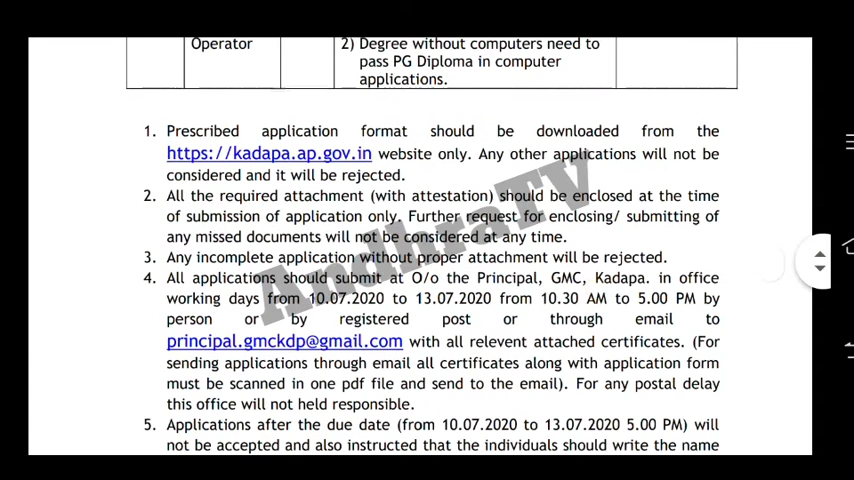 Operator
2) Degree without computers need to
pass PG Diploma in computer
applications.
1. Prescribed application format should be downloaded from the
https://kadapa.ap.gov.in website only. Any other applications will not be
considered and it will be rejected.
2. All the required attachment (with attestation) should be enclosed at the time
of submission of application only. Further request for enclosing/ submitting of
any missed documents will not be considered at any time.
3. Any incomplete application without proper attachment will be rejected.
4. All applications should submit at O/o the Principal, GMC, Kadapa. in office
working days from 10.07.2020 to 13.07.2020 from 10.30 AM to 5.00 PM by
person or by registered post or through email to
principal.gmckdp@gmail.com with all relevent attached certificates. (For
sending applications through email all certificates along with application form
must be scanned in one pdf file and send to the email). For any postal delay
this office will not held responsible.
5. Applications after the due date (from 10.07.2020 to 13.07.2020 5.00 PM) will
not be accepted and also instructed that the individuals should write the name
AndhraTv